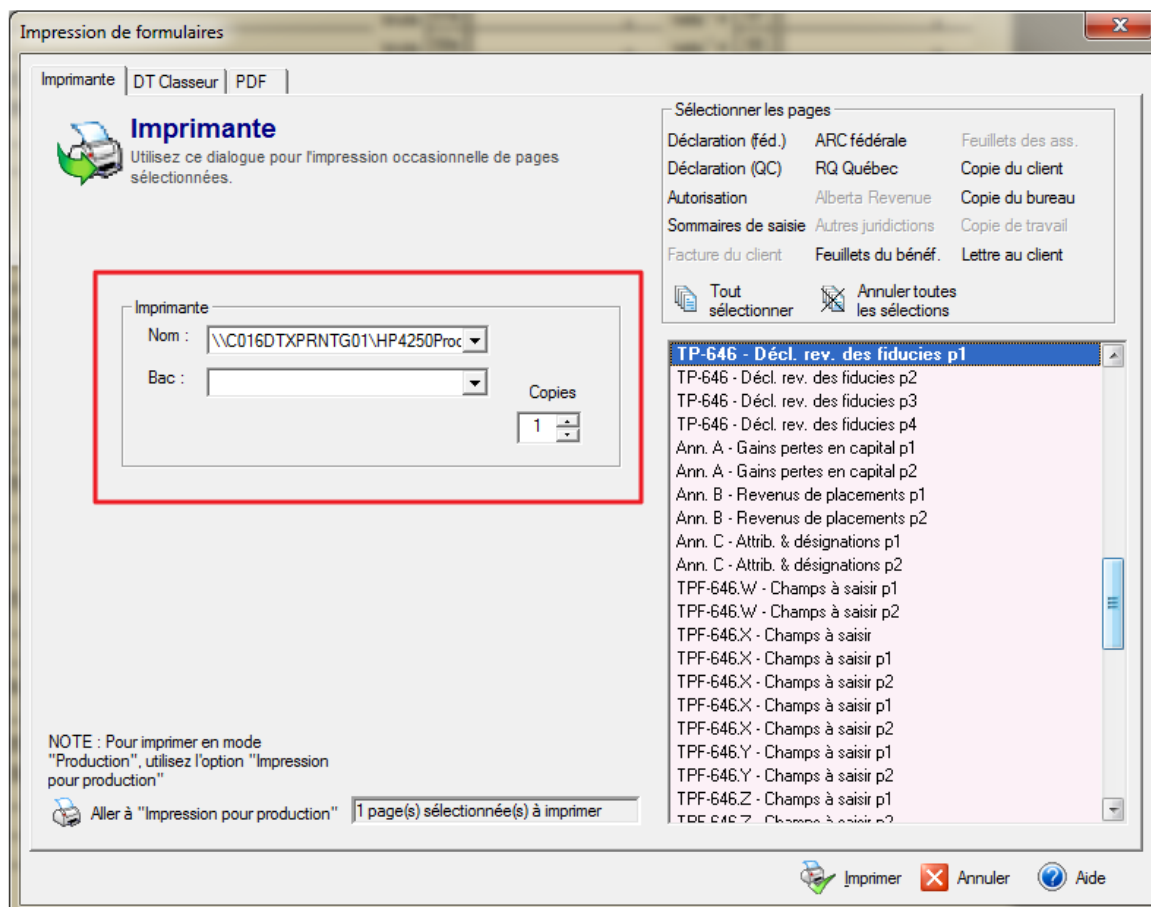 Impression de formulaires
Imprimante
DT Classeur
PDF
Imprimante
Utilisez ce dialogue pour l'impression occasionnelle de pages
sélectionnées.
Imprimante
Nom :
\\C016DTXPRNTG01\HP4250Proc
Bac :
Copies
1
NOTE : Pour imprimer en mode
"Production", utilisez l'option "Impression
pour production"
Aller à "Impression pour production"
1 page(s) sélectionnée(s) à imprimer
Sélectionner les pages
Déclaration (féd.)
ARC fédérale
Feuillets des ass.
Déclaration (QC)
RQ Québec
Copie du client
Autorisation
Alberta Revenue
Copie du bureau
Sommaires de saisie
Autres juridictions
Copie de travail
Facture du client
Feuillets du bénéf.
Lettre au client
Tout
sélectionner
Annuler toutes
les sélections
TP-646 - Décl. rev. des fiducies p1
TP-646 - Décl. rev. des fiducies p2
TP-646 - Décl. rev. des fiducies p3
TP-646 - Décl. rev. des fiducies p4
Ann. A - Gains pertes en capital p1
Ann. A - Gains pertes en capital p2
Ann. B - Revenus de placements p1
Ann. B - Revenus de placements p2
Ann. C - Attrib. & désignations p1
Ann. C - Attrib. & désignations p2
TPF-646.W - Champs à saisir p1
TPF-646.W - Champs à saisir p2
TPF-646.X - Champs à saisir
TPF-646.X - Champs à saisir p1
TPF-646.X - Champs à saisir p2
TPF-646.X - Champs à saisir p1
TPF-646.X - Champs à saisir p2
TPF-646.Y - Champs à saisir p1
TPF-646.Y - Champs à saisir p2
TPF-646.Z - Champs à saisir p1
TPF-646.Z - Champs à saisir p2
Imprimer
Annuler
Aide